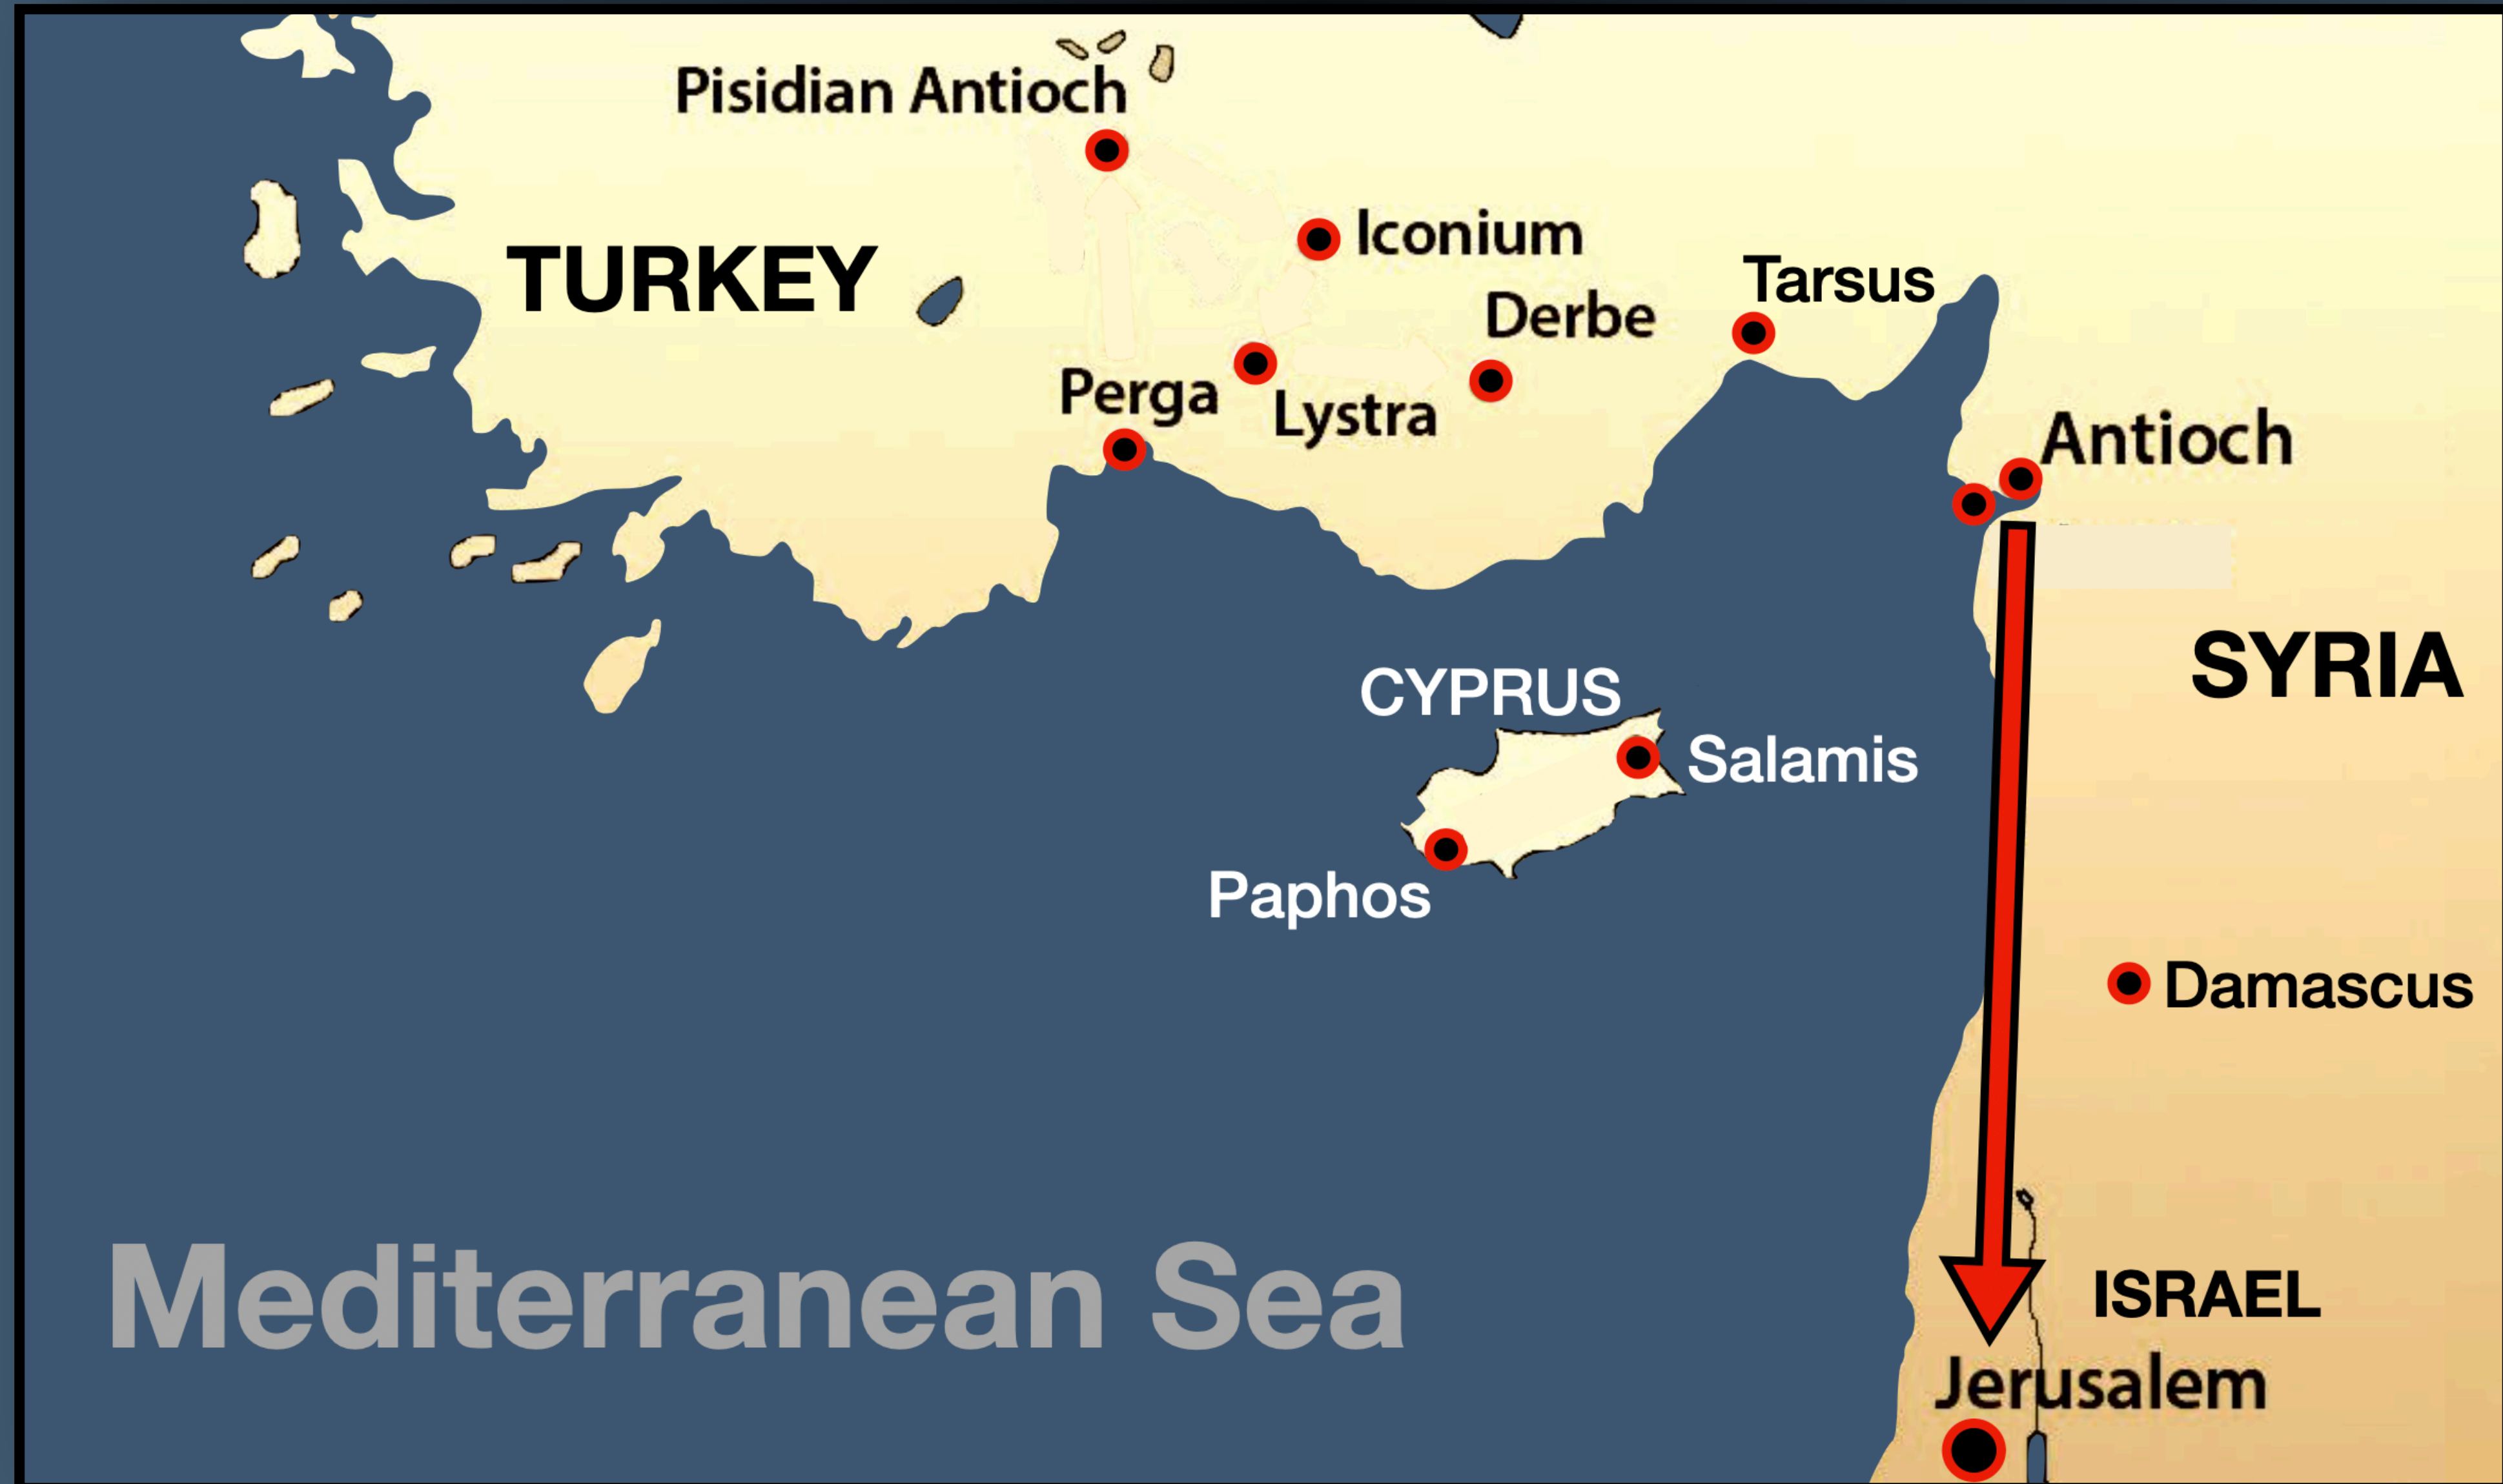 Pisidian Antioch
Iconium
TURKEY
Tarsus
Derbe
Perga
Lystra
Antioch
SYRIA
CYPRUS
Salamis
Paphos
Damascus
Mediterranean Sea
ISRAEL
Jerusalem